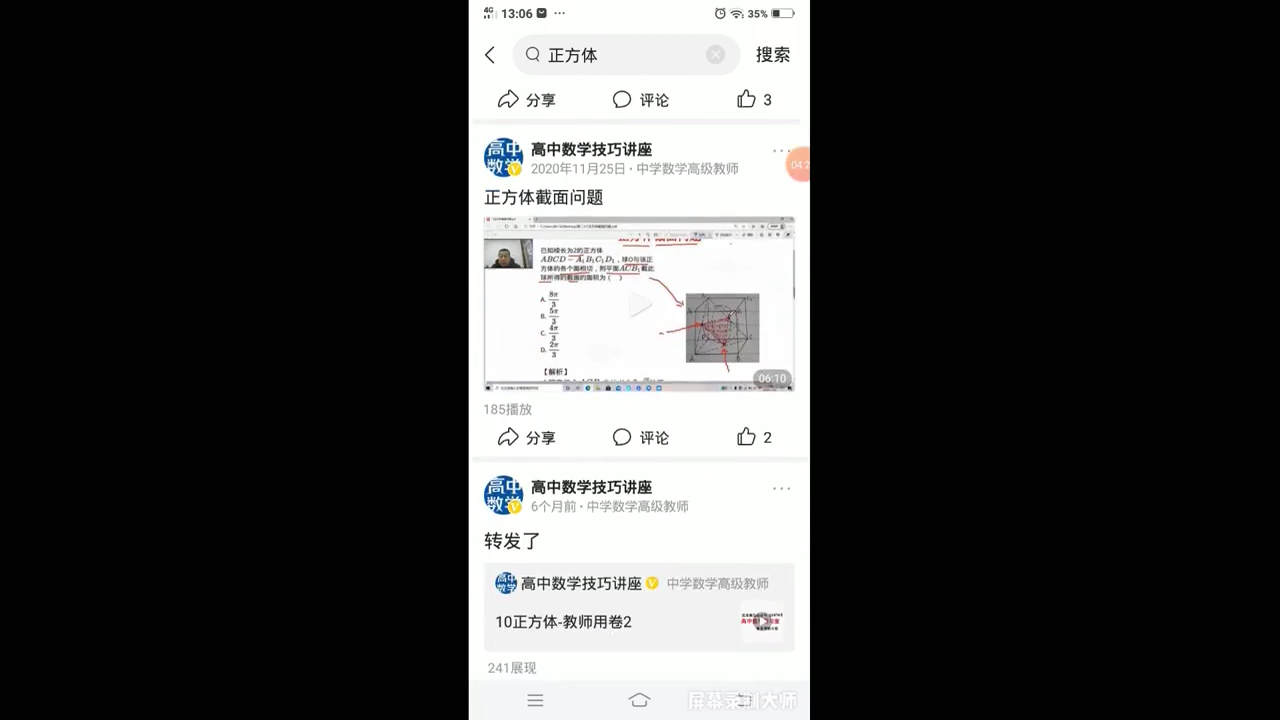 4G 13:06 ··· 35%
正方体
搜索
分享 评论 3
高中数学技巧讲座
2020年11月25日·中学数学高级教师
04:2
正方体截面问题
已知棱长为2的正方体
ABCD－A₁B₁C₁D₁，球O与该正
方体的各个面相切，则平面ACB₁截此
球所得的截面的面积为（ ）
A. 8π/3
B. 5π/3
C. 4π/3
D. 2π/3
【解析】
06:10
185播放
分享 评论 2
高中数学技巧讲座
6个月前·中学数学高级教师
转发了
高中数学技巧讲座 中学数学高级教师
10正方体-教师用卷2
241展现
屏幕录制大师